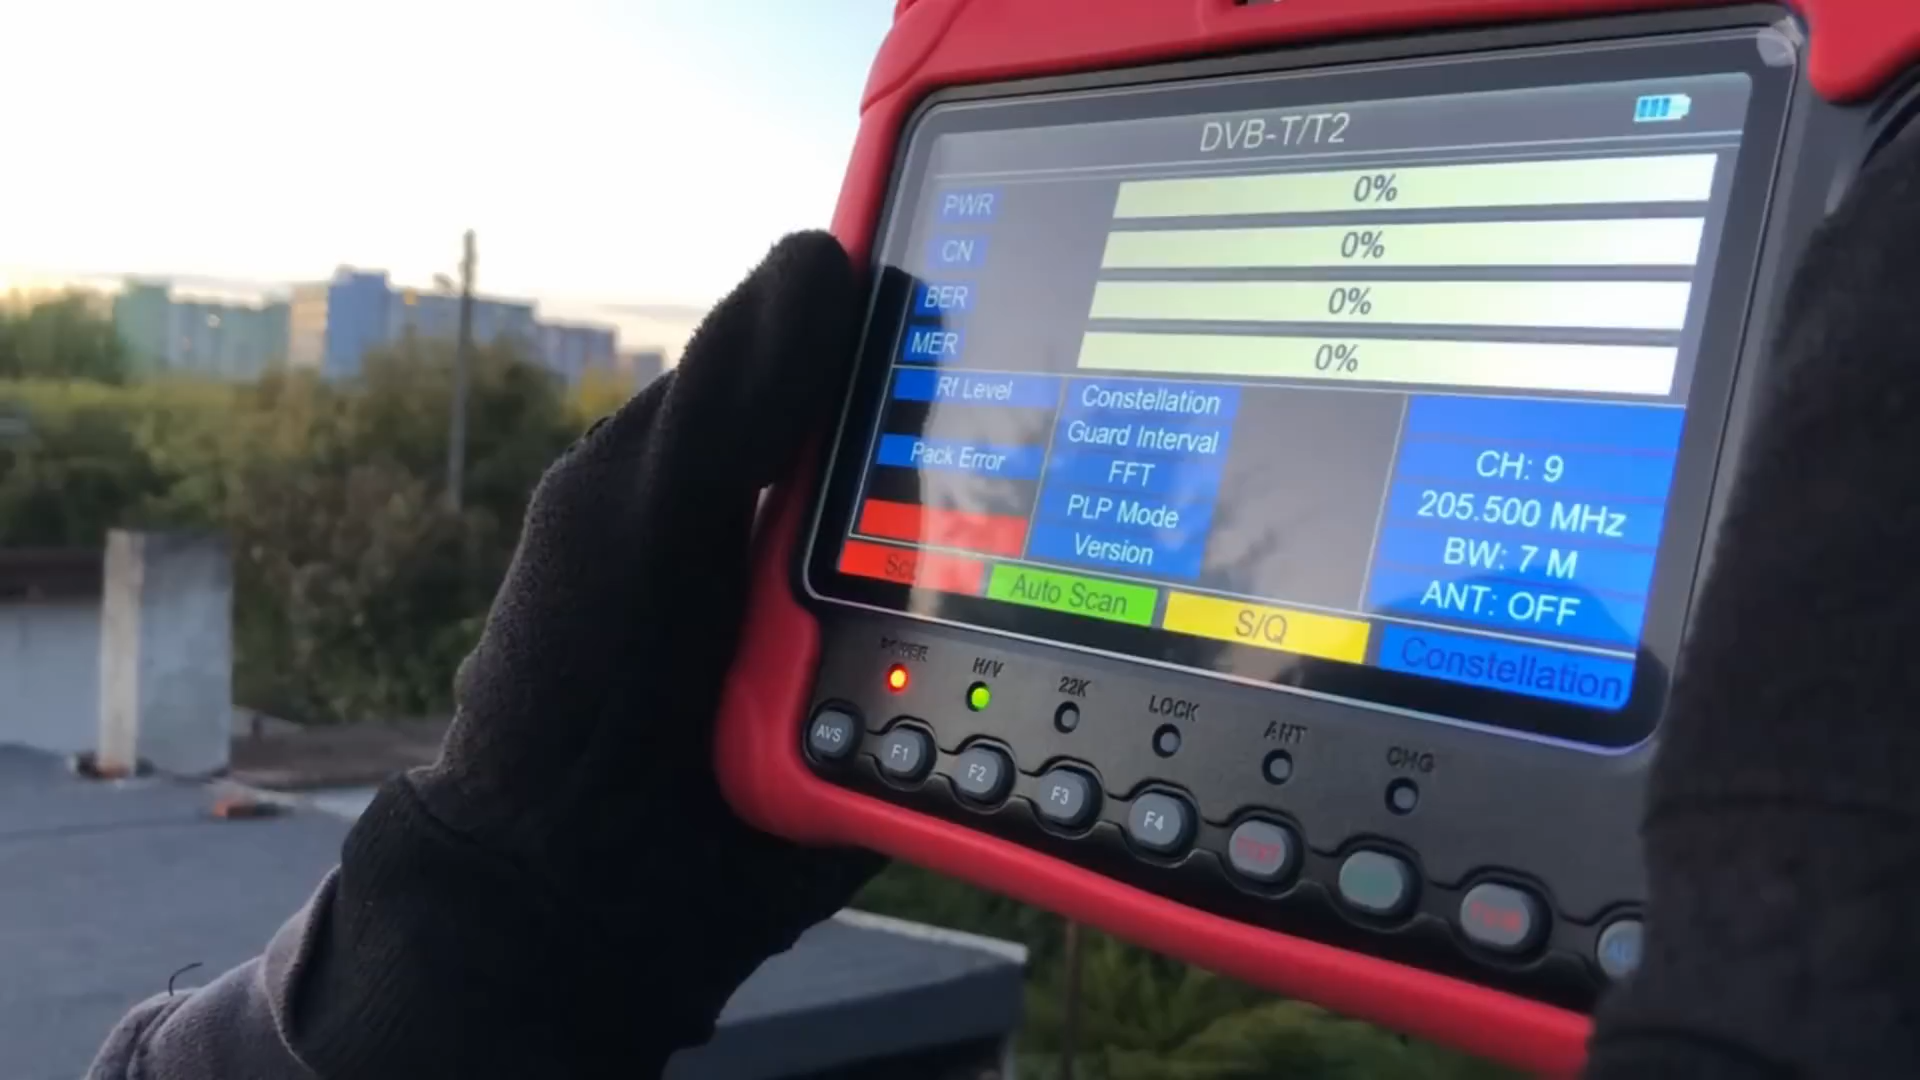 DVB-T/T2
PWR 0%
CN 0%
BER 0%
MER 0%
Rf Level
Pack Error
Constellation
Guard Interval
FFT
PLP Mode
Version
CH: 9
205.500 MHz
BW: 7 M
ANT: OFF
Auto Scan
S/Q
Constellation
POWER
H/V
22K
LOCK
ANT
CHG
AVS
F1
F2
F3
F4